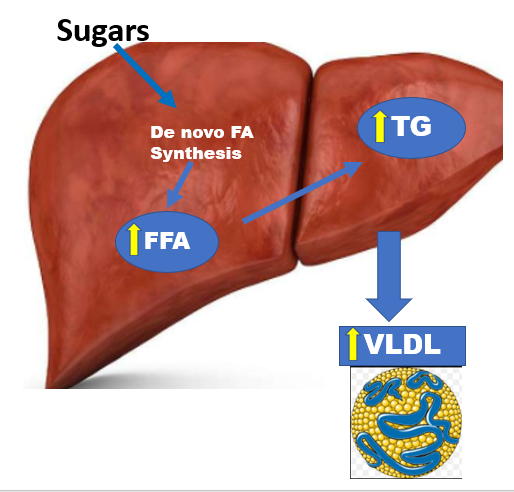 Sugars
De novo FA
Synthesis
TG
FFA
VLDL